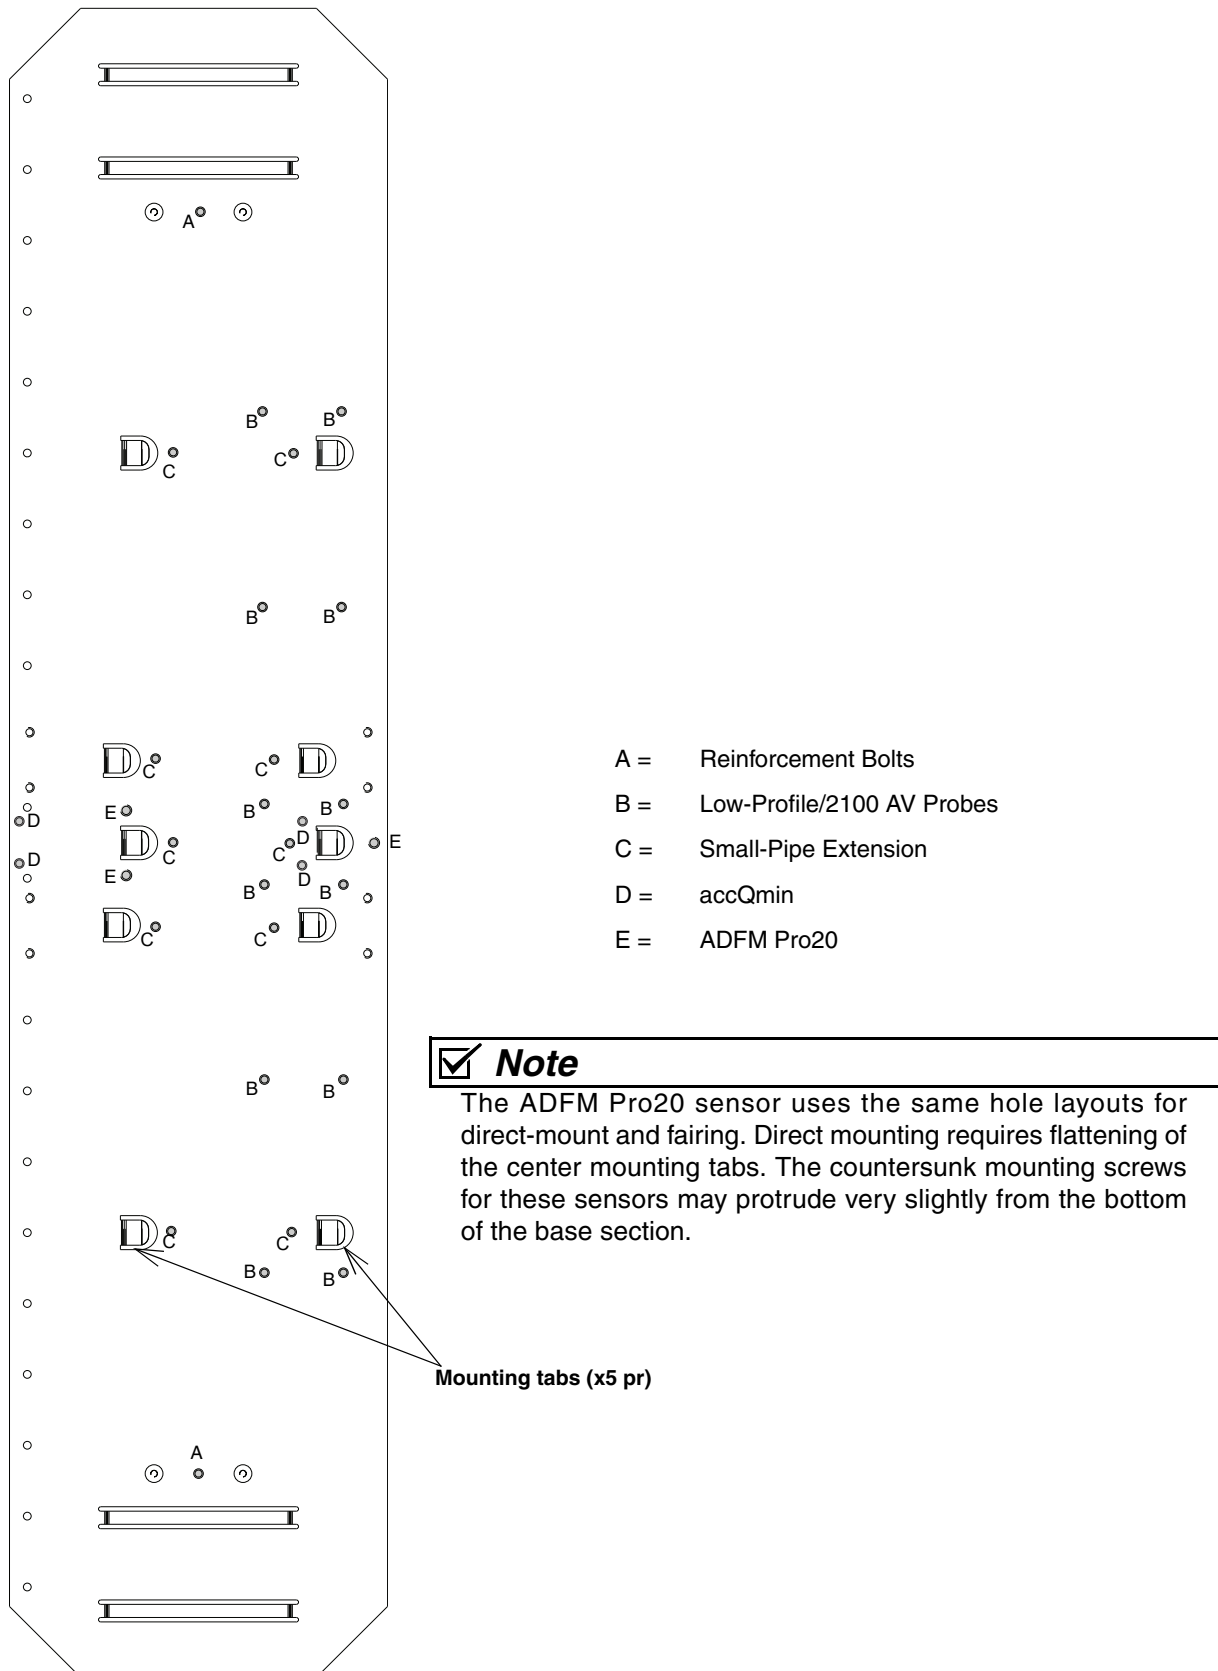 A
B B
C C
B B
C C
E B B
D D C C E
D D
E B B
C C
A = Reinforcement Bolts
B = Low-Profile/2100 AV Probes
C = Small-Pipe Extension
D = accQmin
E = ADFM Pro20
Note
The ADFM Pro20 sensor uses the same hole layouts for
direct-mount and fairing. Direct mounting requires flattening of
the center mounting tabs. The countersunk mounting screws
for these sensors may protrude very slightly from the bottom
of the base section.
B B
C C
B B
Mounting tabs (x5 pr)
A